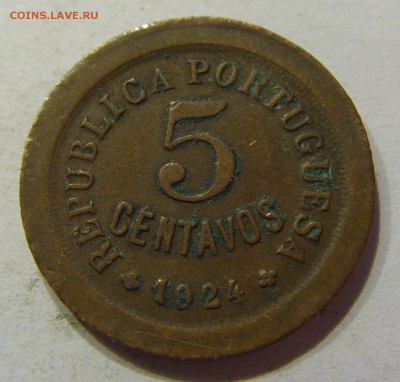 COINS.LAVE.RU
REPUBLICA PORTUGUESA
5
CENTAVOS
1924